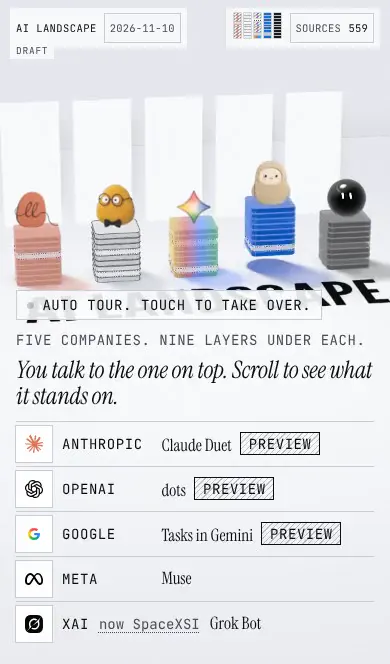 AI LANDSCAPE 2026-11-10
SOURCES 559
DRAFT
AI LANDSCAPE
AUTO TOUR. TOUCH TO TAKE OVER.
FIVE COMPANIES. NINE LAYERS UNDER EACH.
You talk to the one on top. Scroll to see what
it stands on.
ANTHROPIC Claude Duet PREVIEW
OPENAI dots PREVIEW
GOOGLE Tasks in Gemini PREVIEW
META Muse
XAI now SpaceXSI Grok Bot